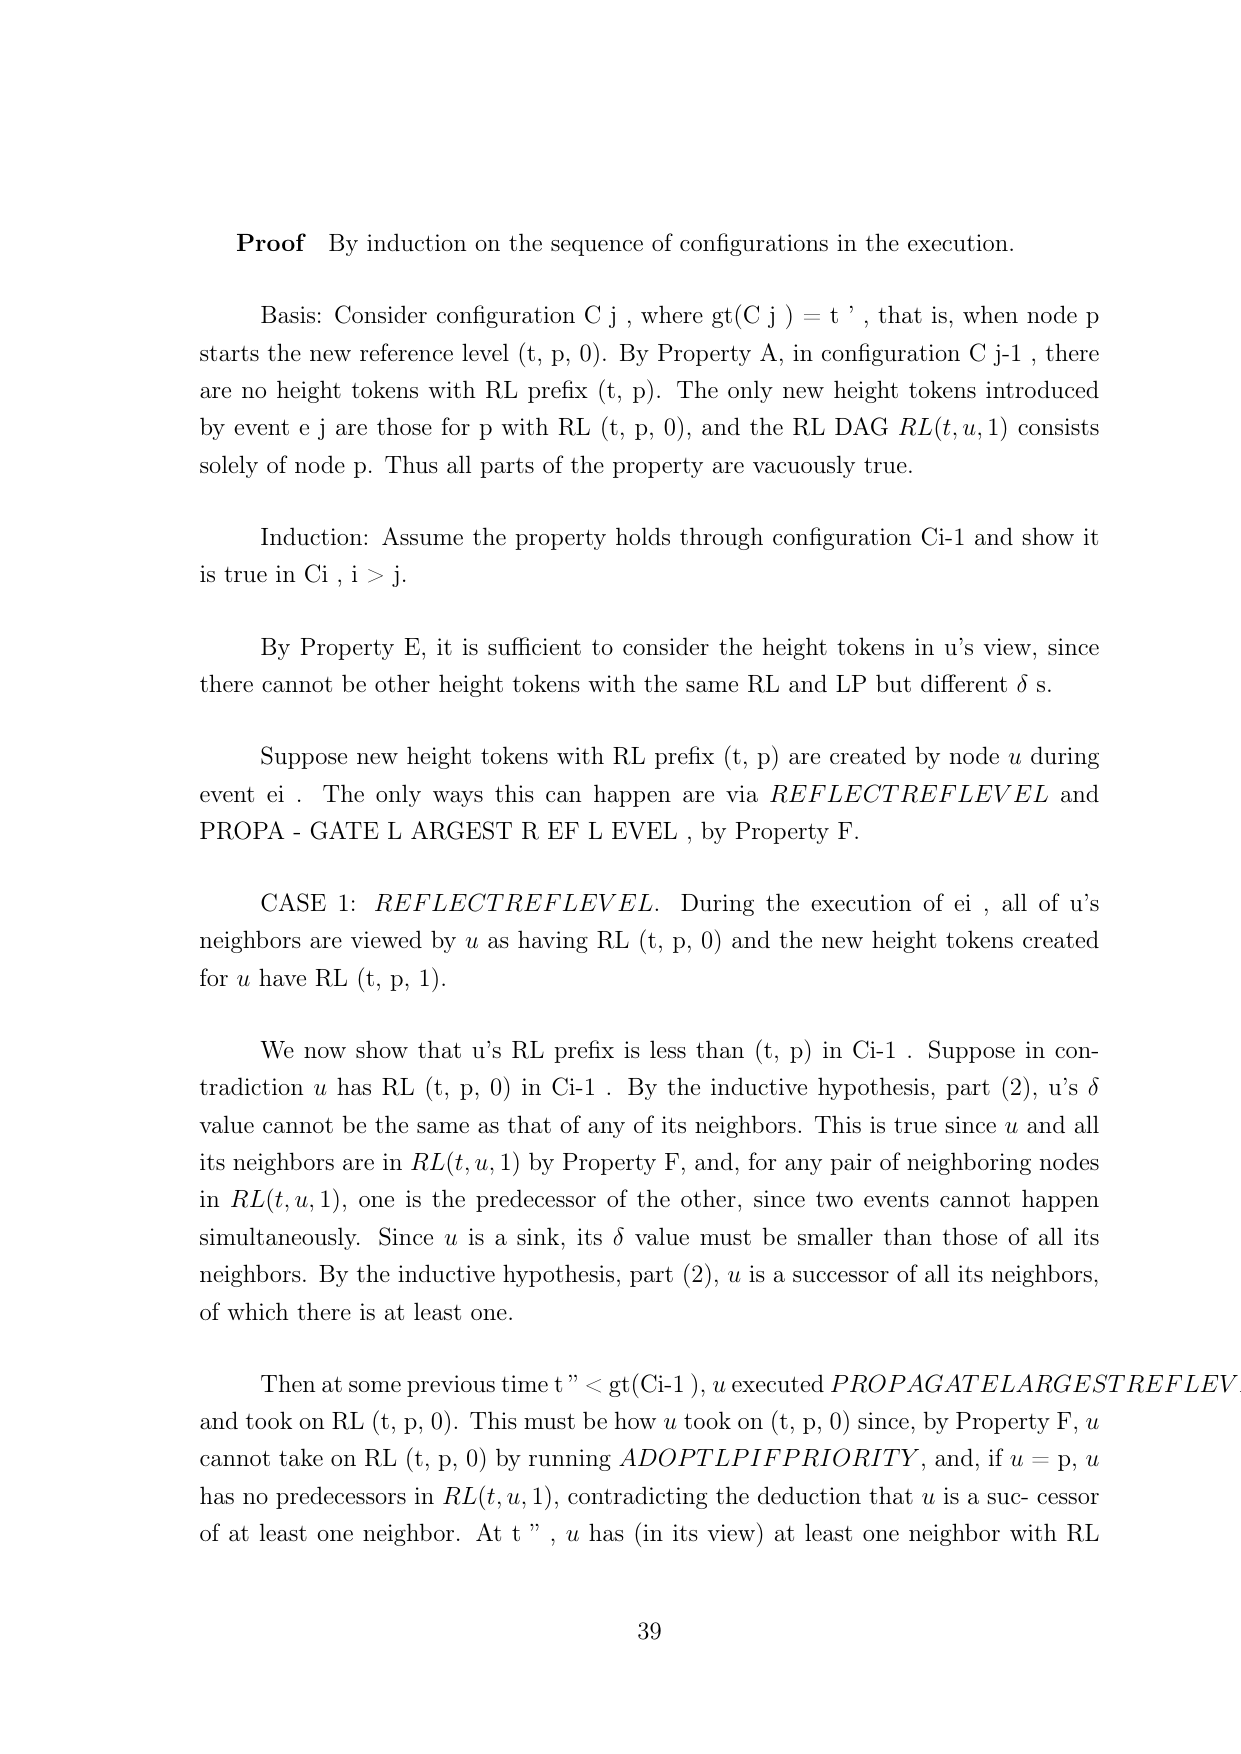 Proof By induction on the sequence of configurations in the execution.
Basis: Consider configuration C j , where gt(C j ) = t ’ , that is, when node p
starts the new reference level (t, p, 0). By Property A, in configuration C j-1 , there
are no height tokens with RL prefix (t, p). The only new height tokens introduced
by event e j are those for p with RL (t, p, 0), and the RL DAG RL(t, u, 1) consists
solely of node p. Thus all parts of the property are vacuously true.
Induction: Assume the property holds through configuration Ci-1 and show it
is true in Ci , i > j.
By Property E, it is sufficient to consider the height tokens in u’s view, since
there cannot be other height tokens with the same RL and LP but different δ s.
Suppose new height tokens with RL prefix (t, p) are created by node u during
event ei . The only ways this can happen are via REFLECTREFLEVEL and
PROPA - GATE L ARGEST R EF L EVEL , by Property F.
CASE 1: REFLECTREFLEVEL. During the execution of ei , all of u’s
neighbors are viewed by u as having RL (t, p, 0) and the new height tokens created
for u have RL (t, p, 1).
We now show that u’s RL prefix is less than (t, p) in Ci-1 . Suppose in con-
tradiction u has RL (t, p, 0) in Ci-1 . By the inductive hypothesis, part (2), u’s δ
value cannot be the same as that of any of its neighbors. This is true since u and all
its neighbors are in RL(t, u, 1) by Property F, and, for any pair of neighboring nodes
in RL(t, u, 1), one is the predecessor of the other, since two events cannot happen
simultaneously. Since u is a sink, its δ value must be smaller than those of all its
neighbors. By the inductive hypothesis, part (2), u is a successor of all its neighbors,
of which there is at least one.
Then at some previous time t ” < gt(Ci-1 ), u executed PROPAGATELARGESTREFLEV
and took on RL (t, p, 0). This must be how u took on (t, p, 0) since, by Property F, u
cannot take on RL (t, p, 0) by running ADOPTLPIFPRIORITY, and, if u = p, u
has no predecessors in RL(t, u, 1), contradicting the deduction that u is a suc- cessor
of at least one neighbor. At t ” , u has (in its view) at least one neighbor with RL
39